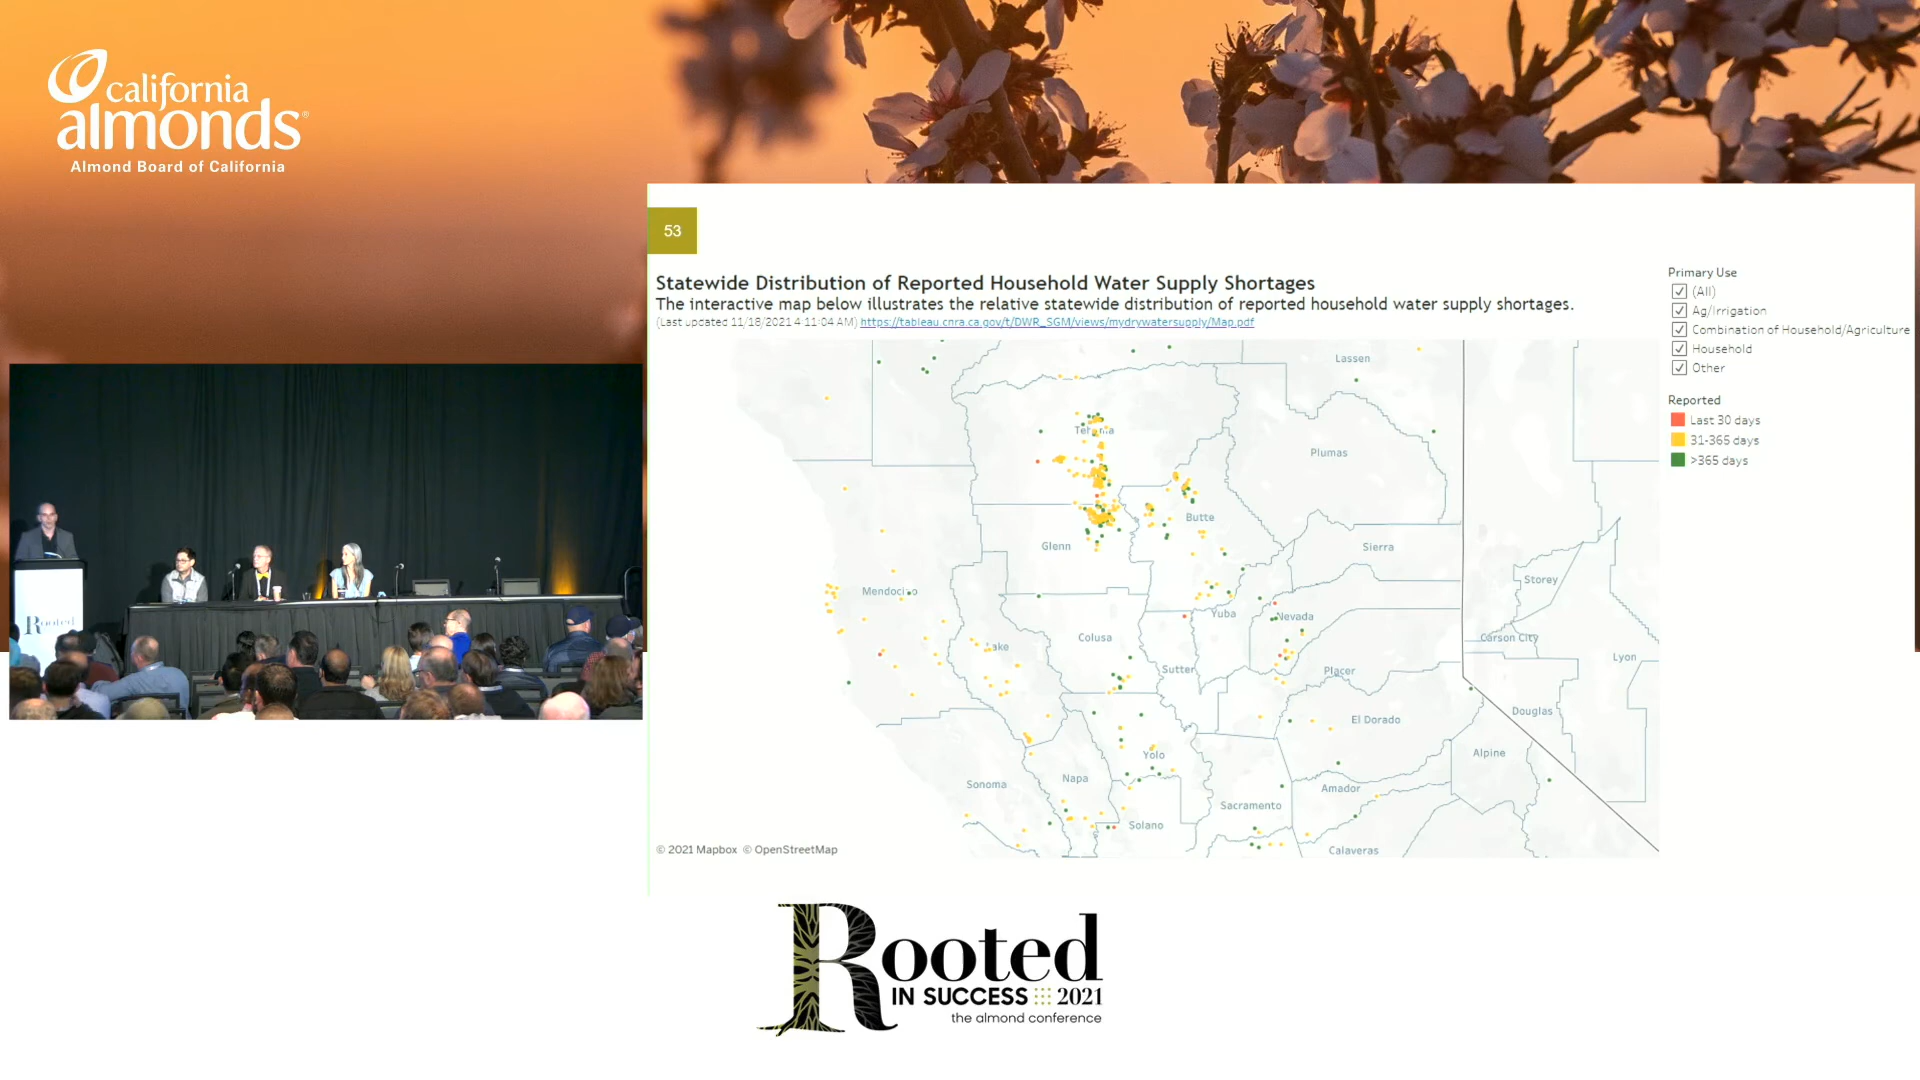 california
almonds®
Almond Board of California
53
Statewide Distribution of Reported Household Water Supply Shortages
The interactive map below illustrates the relative statewide distribution of reported household water supply shortages.
(Last updated 11/18/2021 4:11:04 AM) https://tableau.cnra.ca.gov/t/DWR_SGM/views/mydrywatersupply/Map.pdf
Primary Use
(All)
Ag/Irrigation
Combination of Household/Agriculture
Household
Other
Reported
Last 30 days
31-365 days
>365 days
Lassen
Tehama
Plumas
Butte
Glenn
Sierra
Storey
Mendocino
Yuba
Nevada
Colusa
Carson City
Lake
Lyon
Sutter
Placer
Douglas
El Dorado
Yolo
Alpine
Napa
Sonoma
Amador
Sacramento
Solano
Calaveras
© 2021 Mapbox © OpenStreetMap
Rooted
Rooted
IN SUCCESS 2021
the almond conference